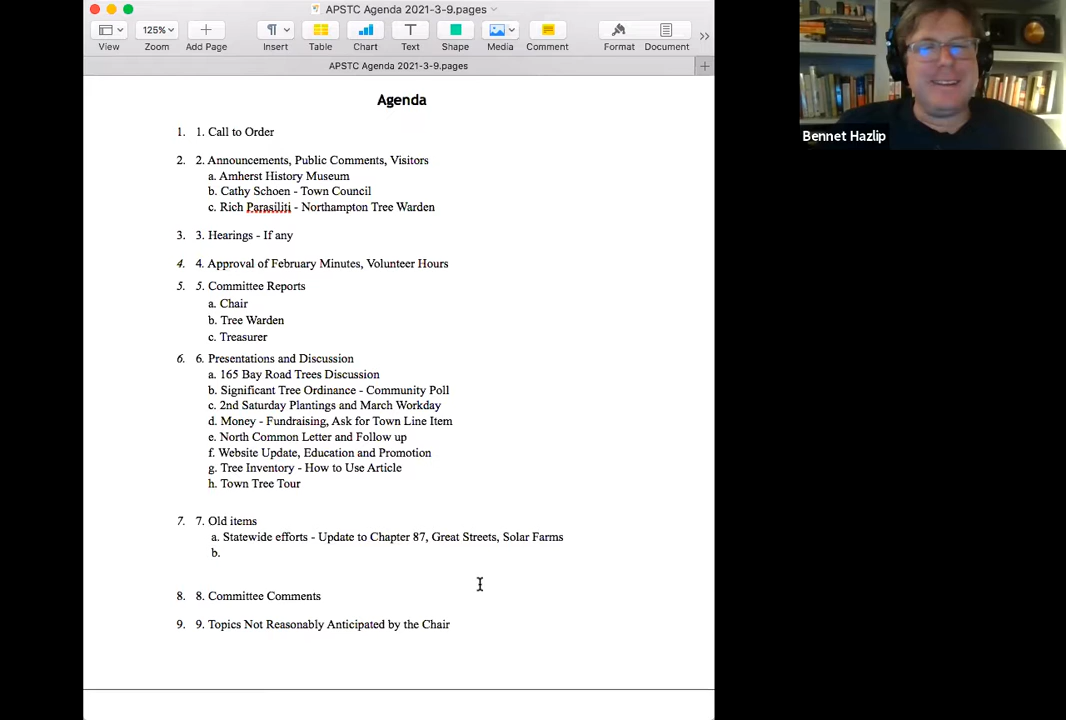 APSTC Agenda 2021-3-9.pages
125%
View Zoom Add Page Insert Table Chart Text Shape Media Comment Format Document
APSTC Agenda 2021-3-9.pages
Agenda
1. 1. Call to Order
2. 2. Announcements, Public Comments, Visitors
a. Amherst History Museum
b. Cathy Schoen - Town Council
c. Rich Parasiliti - Northampton Tree Warden
3. 3. Hearings - If any
4. 4. Approval of February Minutes, Volunteer Hours
5. 5. Committee Reports
a. Chair
b. Tree Warden
c. Treasurer
6. 6. Presentations and Discussion
a. 165 Bay Road Trees Discussion
b. Significant Tree Ordinance - Community Poll
c. 2nd Saturday Plantings and March Workday
d. Money - Fundraising, Ask for Town Line Item
e. North Common Letter and Follow up
f. Website Update, Education and Promotion
g. Tree Inventory - How to Use Article
h. Town Tree Tour
7. 7. Old items
a. Statewide efforts - Update to Chapter 87, Great Streets, Solar Farms
b.
8. 8. Committee Comments
9. 9. Topics Not Reasonably Anticipated by the Chair
Bennet Hazlip